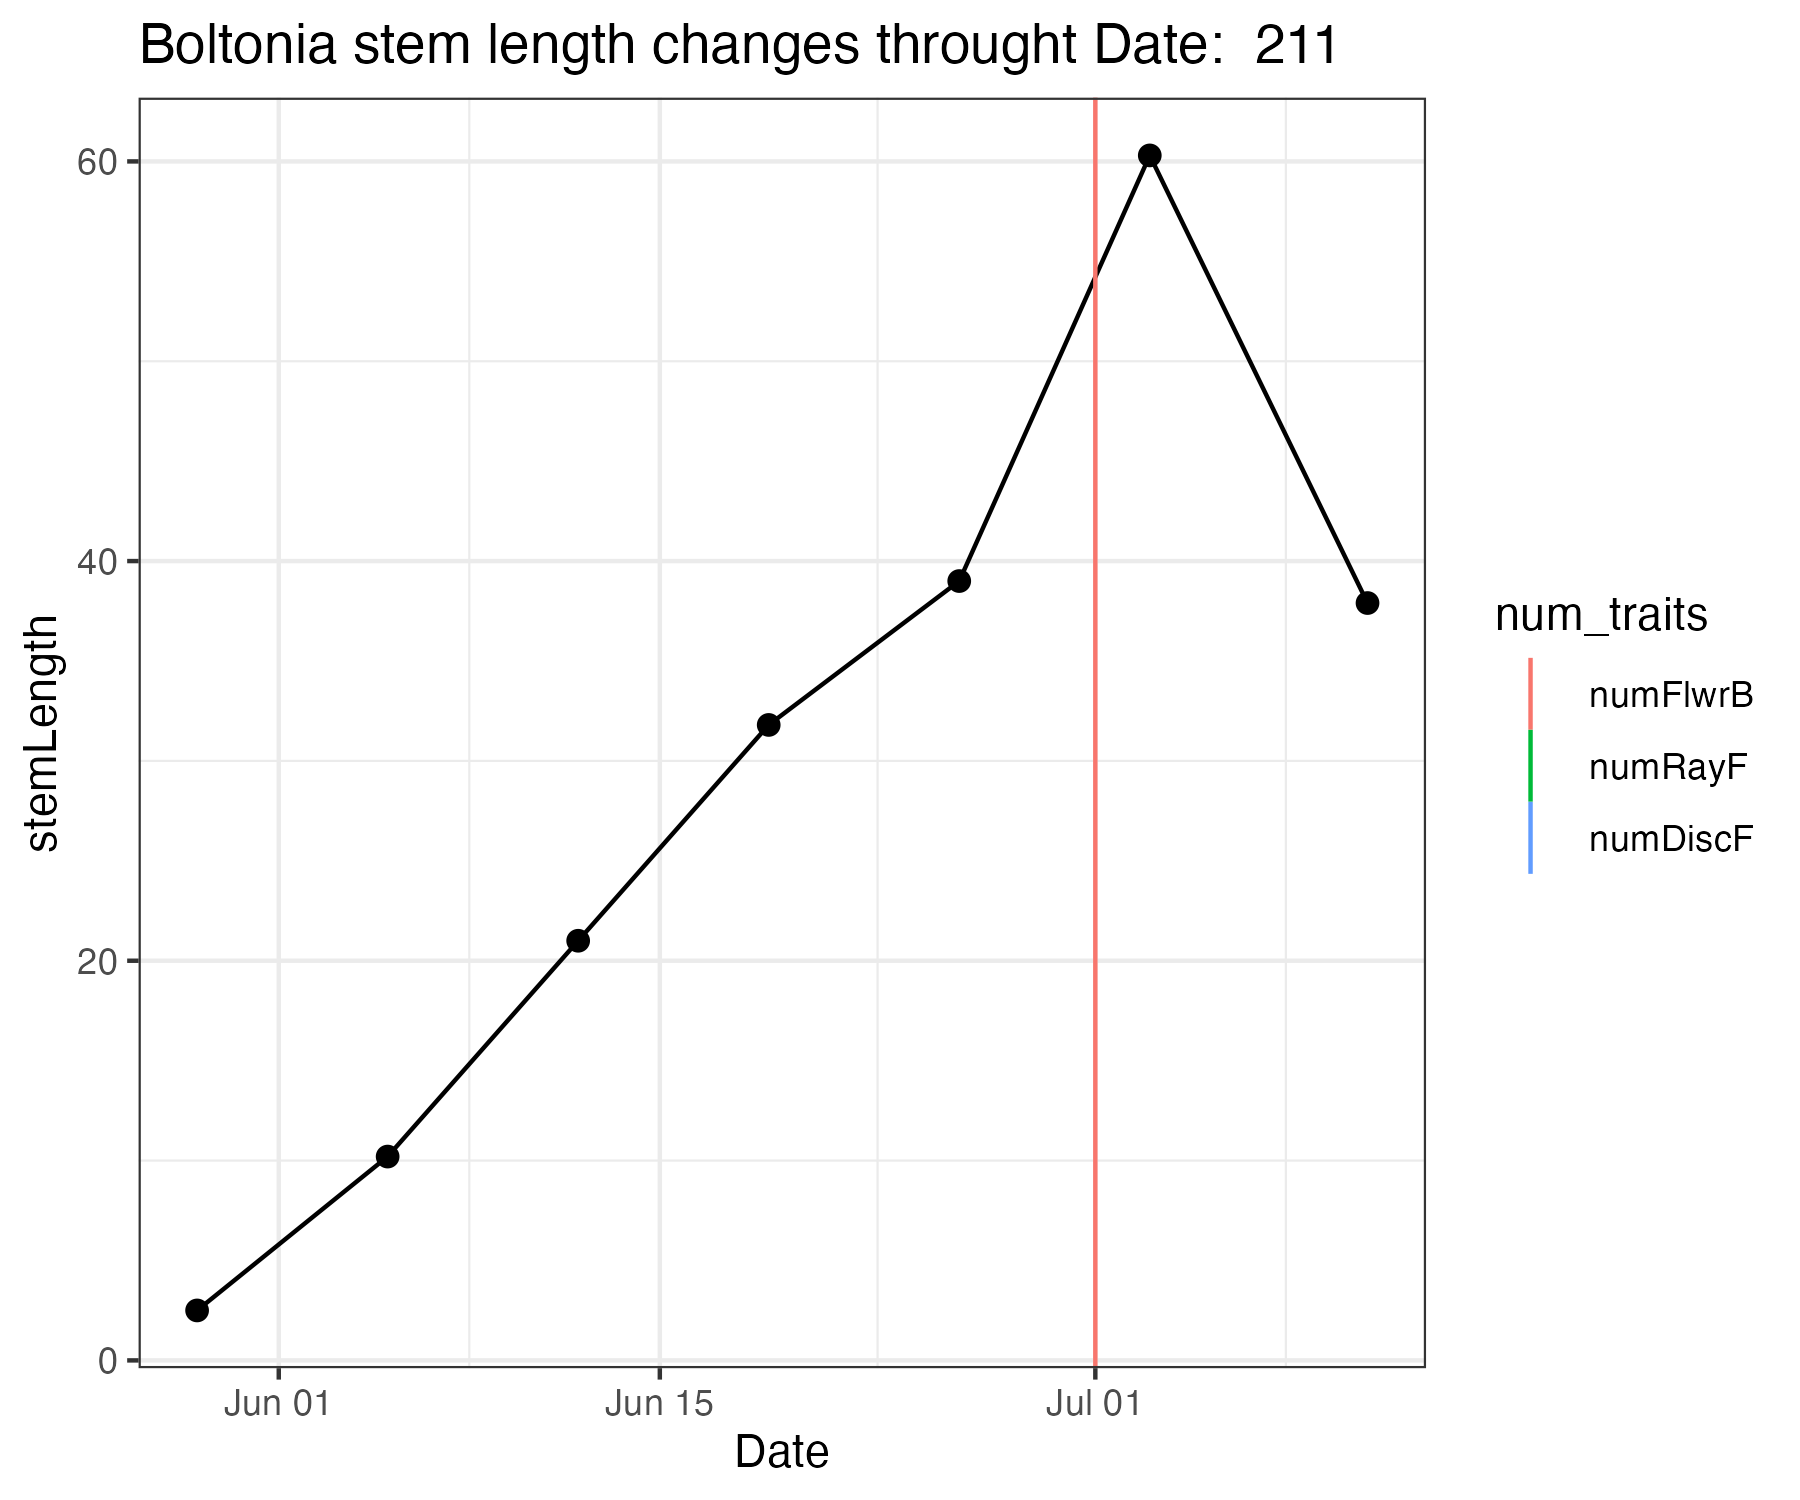 Boltonia stem length changes throught Date:  211
60
40
20
0
stemLength
Jun 01
Jun 15
Jul 01
Date
num_traits
numFlwrB
numRayF
numDiscF